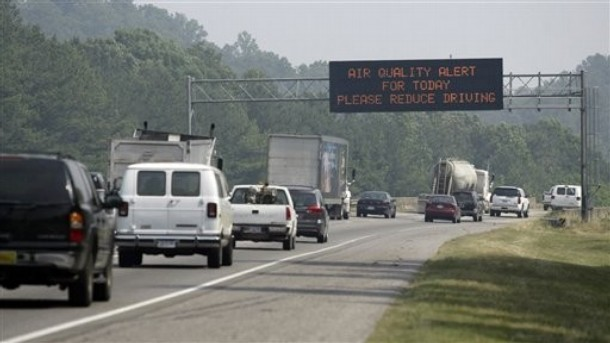 AIR QUALITY ALERT
FOR TODAY
PLEASE REDUCE DRIVING